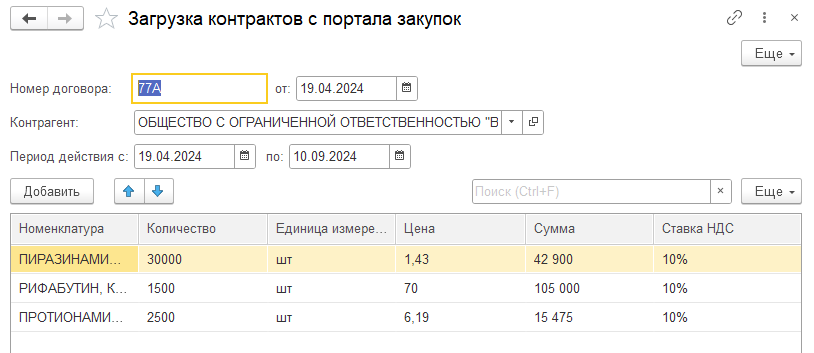 Загрузка контрактов с портала закупок
Еще
Номер договора: 77А от: 19.04.2024
Контрагент: ОБЩЕСТВО С ОГРАНИЧЕННОЙ ОТВЕТСТВЕННОСТЬЮ "В
Период действия с: 19.04.2024 по: 10.09.2024
Добавить Поиск (Ctrl+F) × Еще
Номенклатура Количество Единица измере... Цена Сумма Ставка НДС
ПИРАЗИНАМИ... 30000 шт 1,43 42 900 10%
РИФАБУТИН, К... 1500 шт 70 105 000 10%
ПРОТИОНАМИ... 2500 шт 6,19 15 475 10%